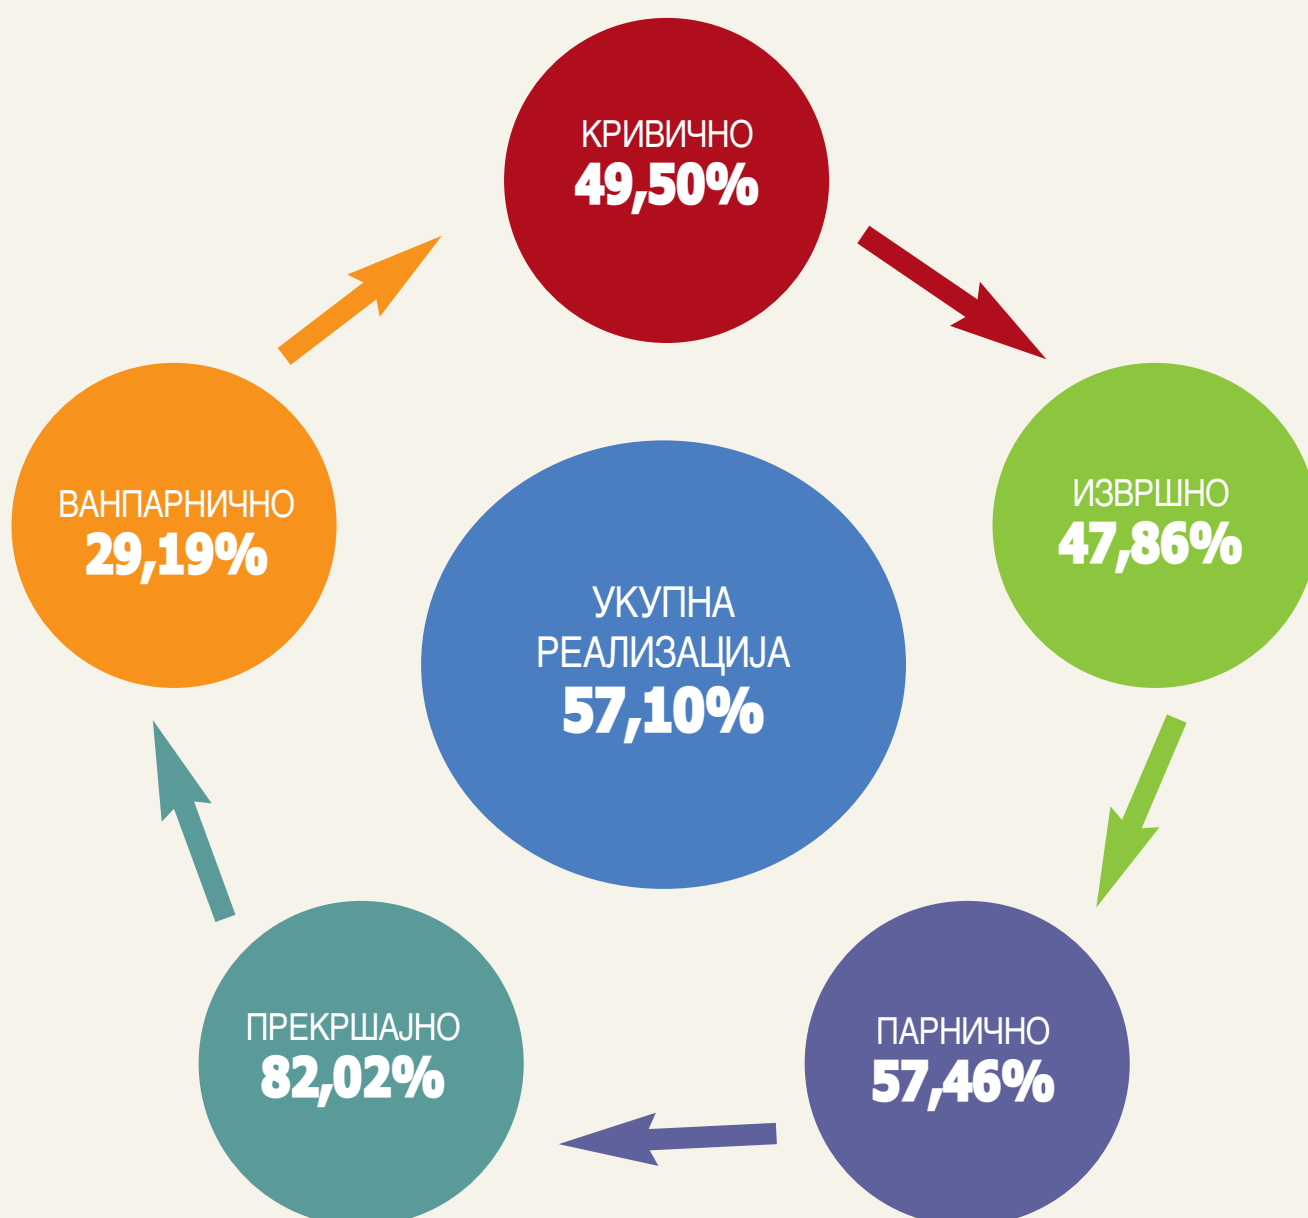 КРИВИЧНО
49,50%
ВАНПАРНИЧНО
29,19%
ИЗВРШНО
47,86%
УКУПНА
РЕАЛИЗАЦИЈА
57,10%
ПРЕКРШАЈНО
82,02%
ПАРНИЧНО
57,46%